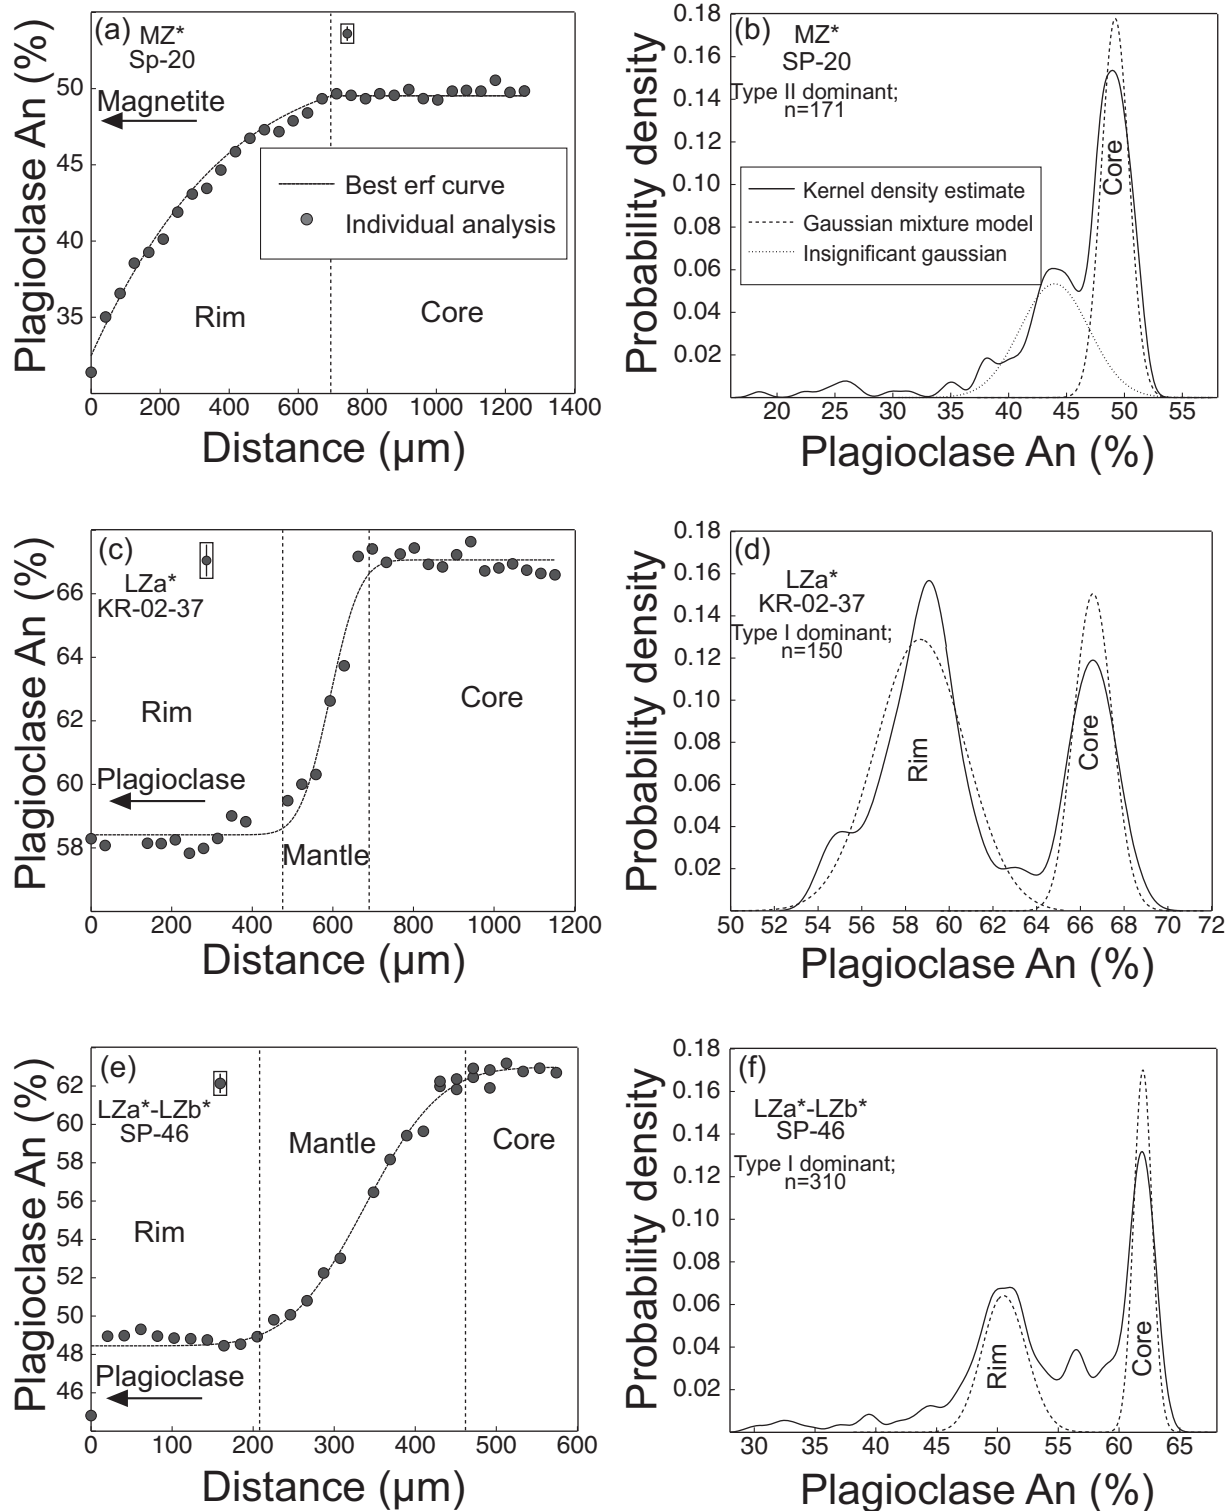 (a)
MZ*
Sp-20
Magnetite
Best erf curve
Individual analysis
Rim
Core
Plagioclase An (%)
50
45
40
35
0 200 400 600 800 1000 1200 1400
Distance (µm)
(b)
MZ*
SP-20
Type II dominant;
n=171
Kernel density estimate
Gaussian mixture model
Insignificant gaussian
Core
Probability density
0.18
0.16
0.14
0.12
0.10
0.08
0.06
0.04
0.02
20 25 30 35 40 45 50 55
Plagioclase An (%)
(c)
LZa*
KR-02-37
Rim
Core
Plagioclase
Mantle
Plagioclase An (%)
66
64
62
60
58
0 200 400 600 800 1000 1200
Distance (µm)
(d)
LZa*
KR-02-37
Type I dominant;
n=150
Rim
Core
Probability density
0.18
0.16
0.14
0.12
0.10
0.08
0.06
0.04
0.02
50 52 54 56 58 60 62 64 66 68 70 72
Plagioclase An (%)
(e)
LZa*-LZb*
SP-46
Mantle
Core
Rim
Plagioclase
Plagioclase An (%)
62
60
58
56
54
52
50
48
46
0 100 200 300 400 500 600
Distance (µm)
(f)
LZa*-LZb*
SP-46
Type I dominant;
n=310
Rim
Core
Probability density
0.18
0.16
0.14
0.12
0.10
0.08
0.06
0.04
0.02
30 35 40 45 50 55 60 65
Plagioclase An (%)